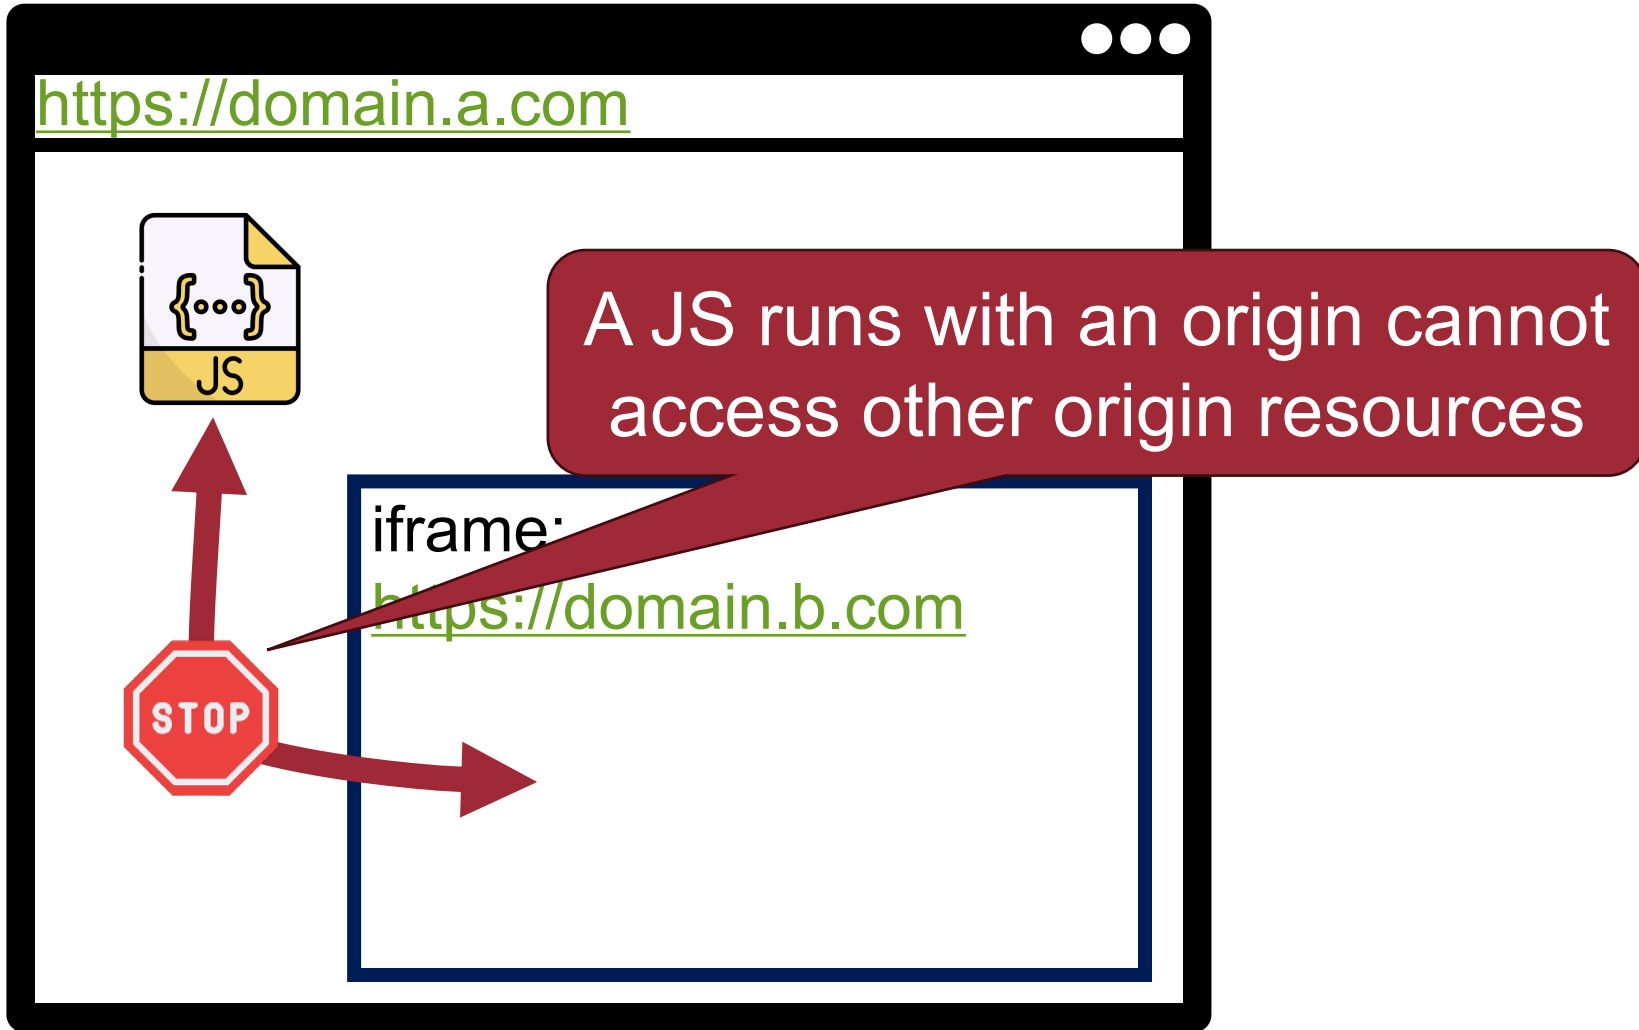 https://domain.a.com
{...}
JS
A JS runs with an origin cannot
access other origin resources
iframe:
https://domain.b.com
STOP